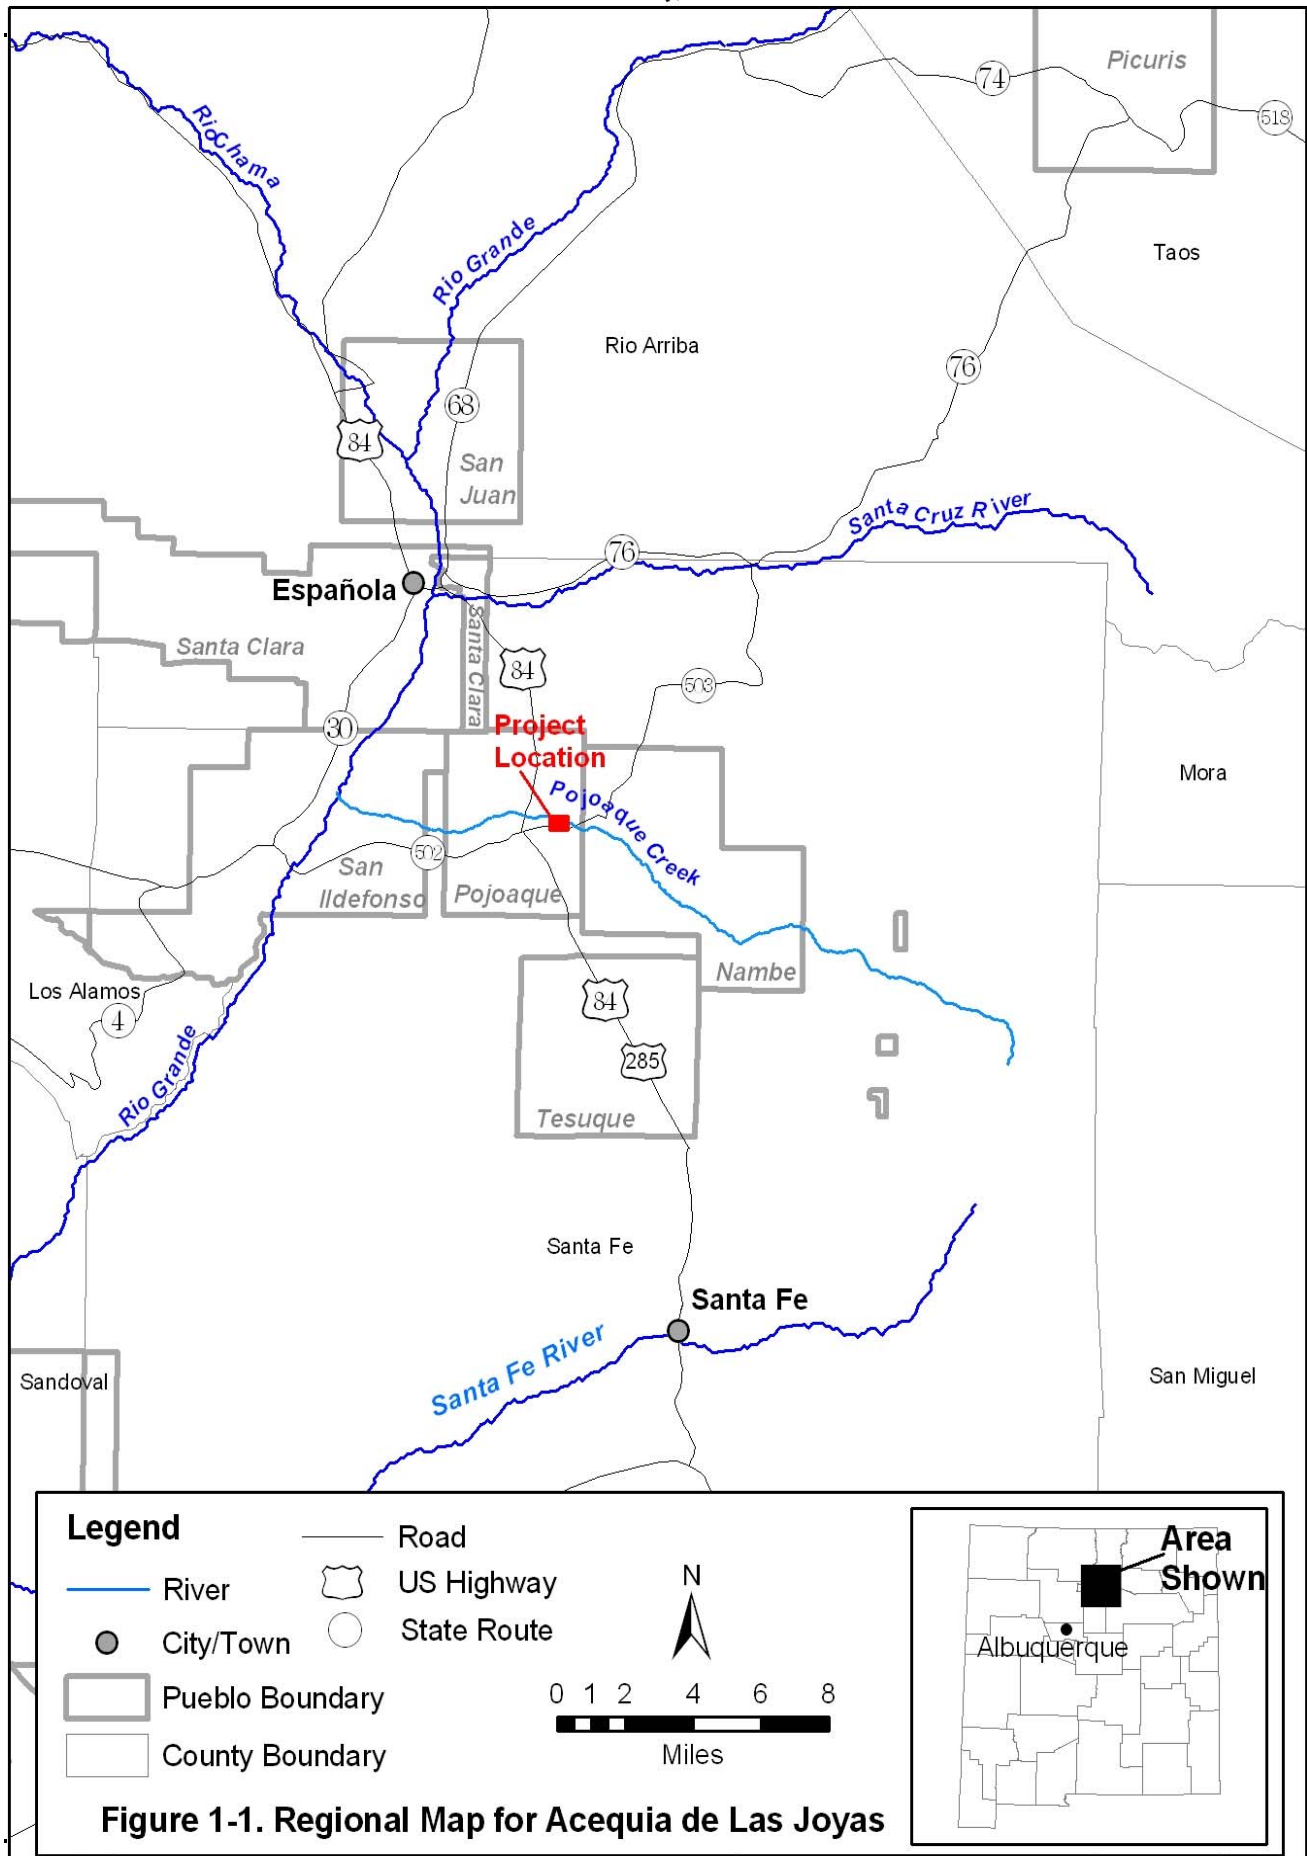 Picuris
74
518
Rio Chama
Rio Grande
Taos
Rio Arriba
76
68
84
San
Juan
Santa Cruz River
76
Española
Santa Clara
Santa Clara
84
503
30
Project
Location
Pojoaque Creek
Mora
502
San
Ildefonso
Pojoaque
Nambe
Los Alamos
4
84
285
Rio Grande
Tesuque
Santa Fe
Santa Fe
Santa Fe River
Sandoval
San Miguel
Legend
River
City/Town
Pueblo Boundary
County Boundary
Road
US Highway
State Route
N
0 1 2 4 6 8
Miles
Area
Shown
Albuquerque
Figure 1-1. Regional Map for Acequia de Las Joyas